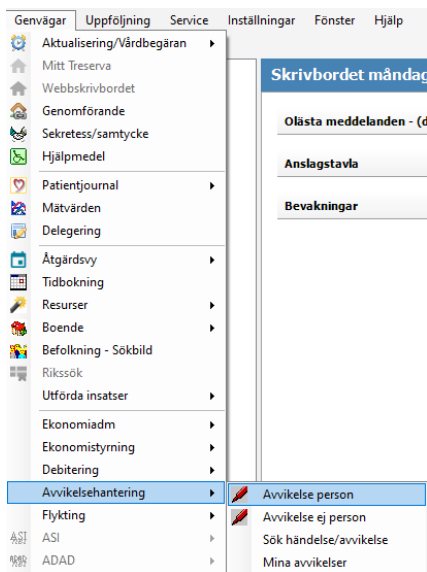 Genvägar Uppföljning Service Inställningar Fönster Hjälp
Aktualisering/Vårdbegäran
Mitt Treserva
Webbskrivbordet
Genomförande
Sekretess/samtycke
Hjälpmedel
Patientjournal
Mätvärden
Delegering
Åtgärdsvy
Tidbokning
Resurser
Boende
Befolkning - Sökbild
Rikssök
Utförda insatser
Ekonomiadm
Ekonomistyrning
Debitering
Avvikelsehantering
Flykting
ASI
ADAD
Skrivbordet måndag
Olästa meddelanden - (d
Anslagstavla
Bevakningar
Avvikelse person
Avvikelse ej person
Sök händelse/avvikelse
Mina avvikelser